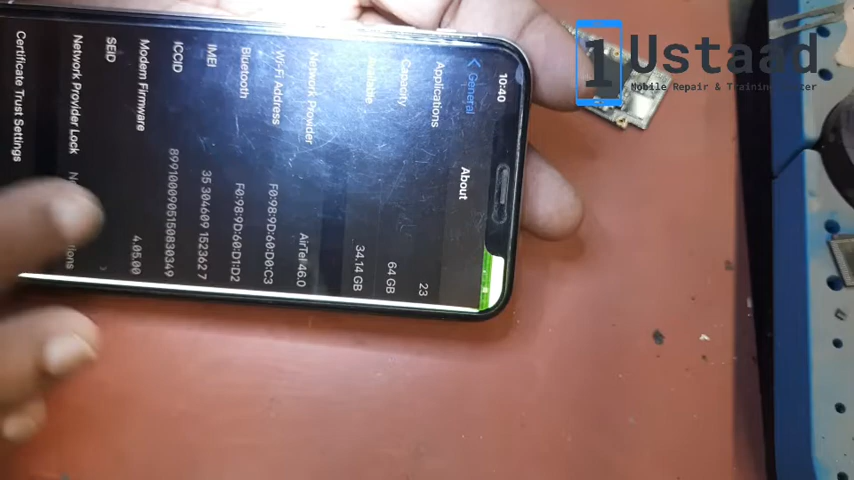 1 Ustaad
Mobile Repair & Training Center
10:40
General
About
Applications 23
Capacity 64 GB
Available 34.14 GB
Network Provider AirTel 46.0
Wi-Fi Address F0:98:9D:60:D0:C3
Bluetooth F0:98:9D:60:D1:D2
IMEI 35 304609 152362 7
ICCID 8991000905150830349
Modem Firmware 4.05.00
SEID
Network Provider Lock
Certificate Trust Settings